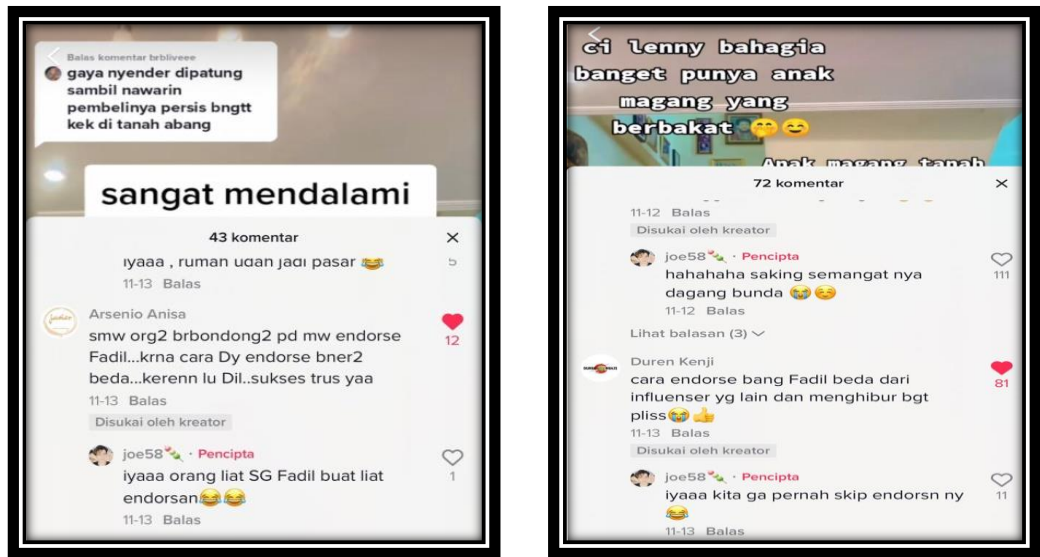 Balas komentar brbliveee
gaya nyender dipatung
sambil nawarin
pembelinya persis bngtt
kek di tanah abang
sangat mendalami
43 komentar
iyaaa , rumah udah jadi pasar 😂
5
11-13 Balas
Arsenio Anisa
smw org2 brbondong2 pd mw endorse
Fadil...krna cara Dy endorse bner2
beda...kerenn lu Dil..sukses trus yaa
12
11-13 Balas
Disukai oleh kreator
joe58 · Pencipta
iyaaa orang liat SG Fadil buat liat
endorsan😂😂
1
11-13 Balas
ci lenny bahagia
banget punya anak
magang yang
berbakat 🤭😊
Anak magang tanah
72 komentar
11-12 Balas
Disukai oleh kreator
joe58 · Pencipta
hahahaha saking semangat nya
dagang bunda 😭☺️
111
11-12 Balas
Lihat balasan (3)
Duren Kenji
cara endorse bang Fadil beda dari
influenser yg lain dan menghibur bgt
pliss😭👍
81
11-13 Balas
Disukai oleh kreator
joe58 · Pencipta
iyaaa kita ga pernah skip endorsn ny
😂
11
11-13 Balas